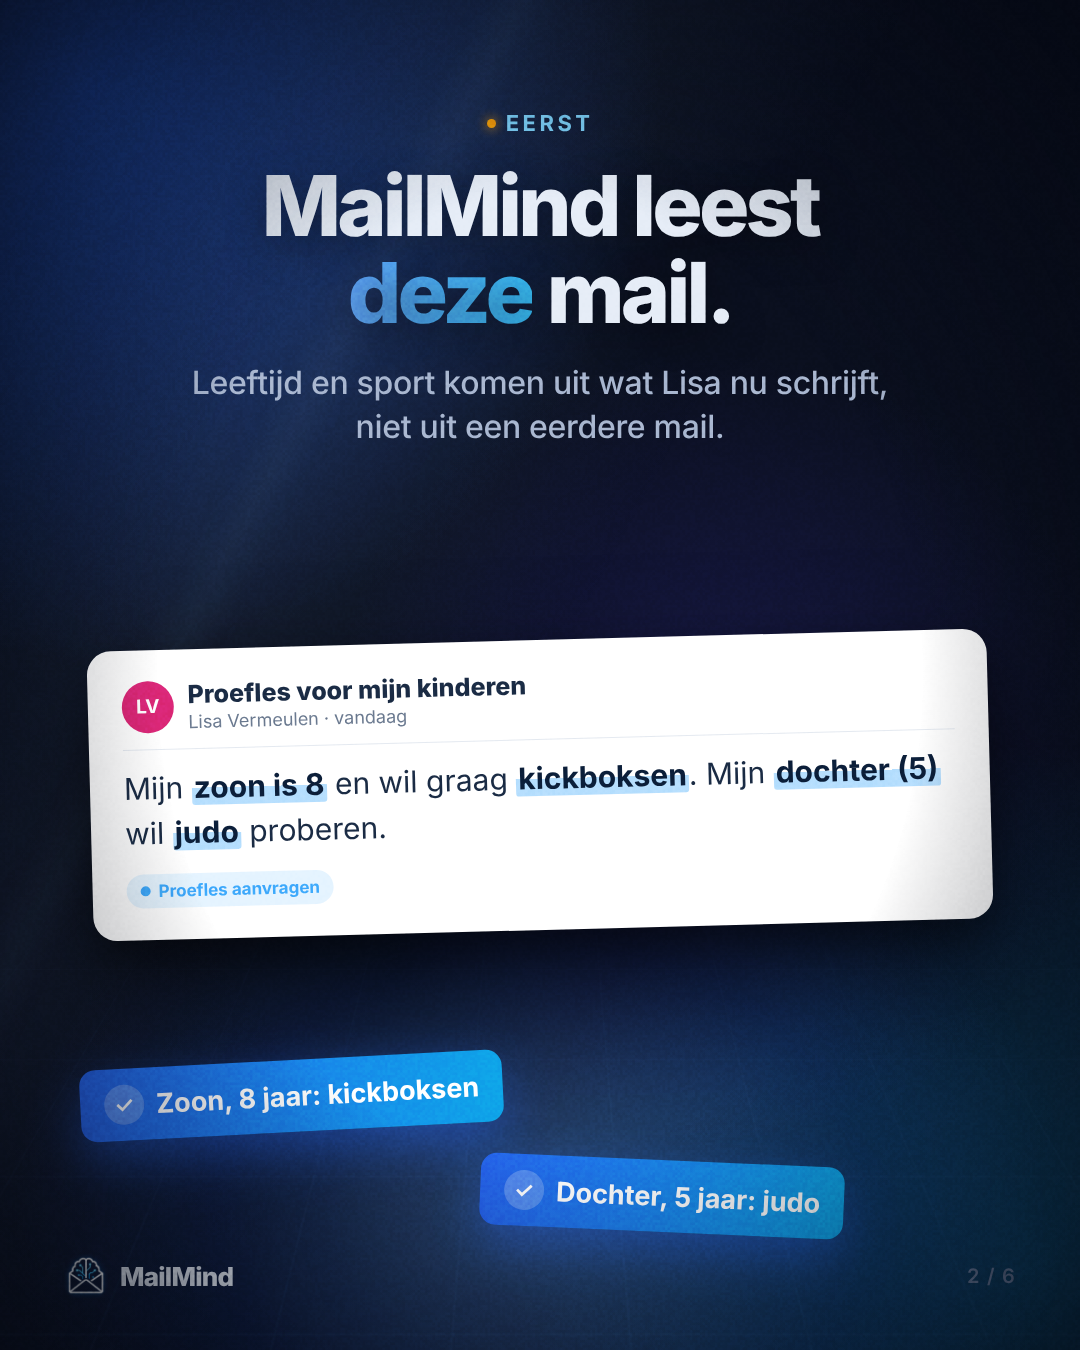 EERST
MailMind leest
deze mail.
Leeftijd en sport komen uit wat Lisa nu schrijft,
niet uit een eerdere mail.
LV
Proefles voor mijn kinderen
Lisa Vermeulen · vandaag
Mijn zoon is 8 en wil graag kickboksen. Mijn dochter (5)
wil judo proberen.
Proefles aanvragen
Zoon, 8 jaar: kickboksen
Dochter, 5 jaar: judo
MailMind
2 / 6